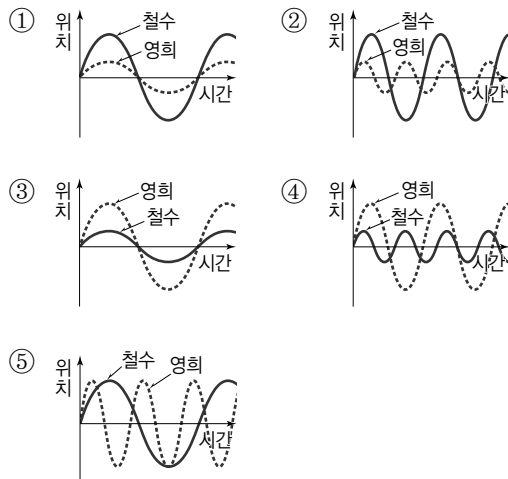 ① 위치 철수 영희 시간
② 위치 철수 영희 시간
③ 위치 영희 철수 시간
④ 위치 영희 철수 시간
⑤ 위치 철수 영희 시간